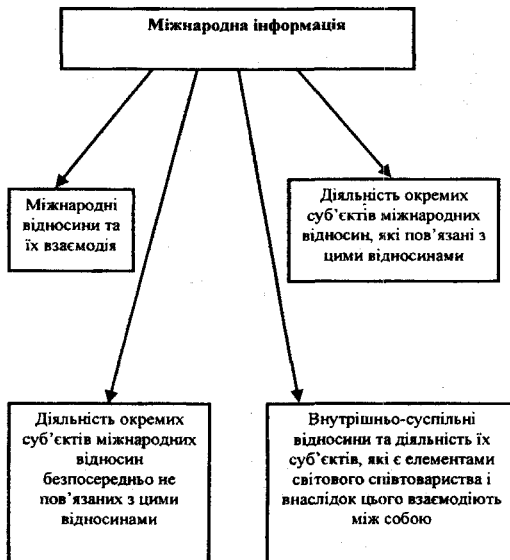 Міжнародна інформація
Міжнародні
відносини та
їх взаємодія
Діяльність окремих
суб’єктів міжнародних
відносин, які пов’язані з
цими відносинами
Діяльність окремих
суб’єктів міжнародних
відносин
безпосередньо не
пов’язаних з цими
відносинами
Внутрішньо-суспільні
відносини та діяльність їх
суб’єктів, які є елементами
світового співтовариства і
внаслідок цього взаємодіють
між собою